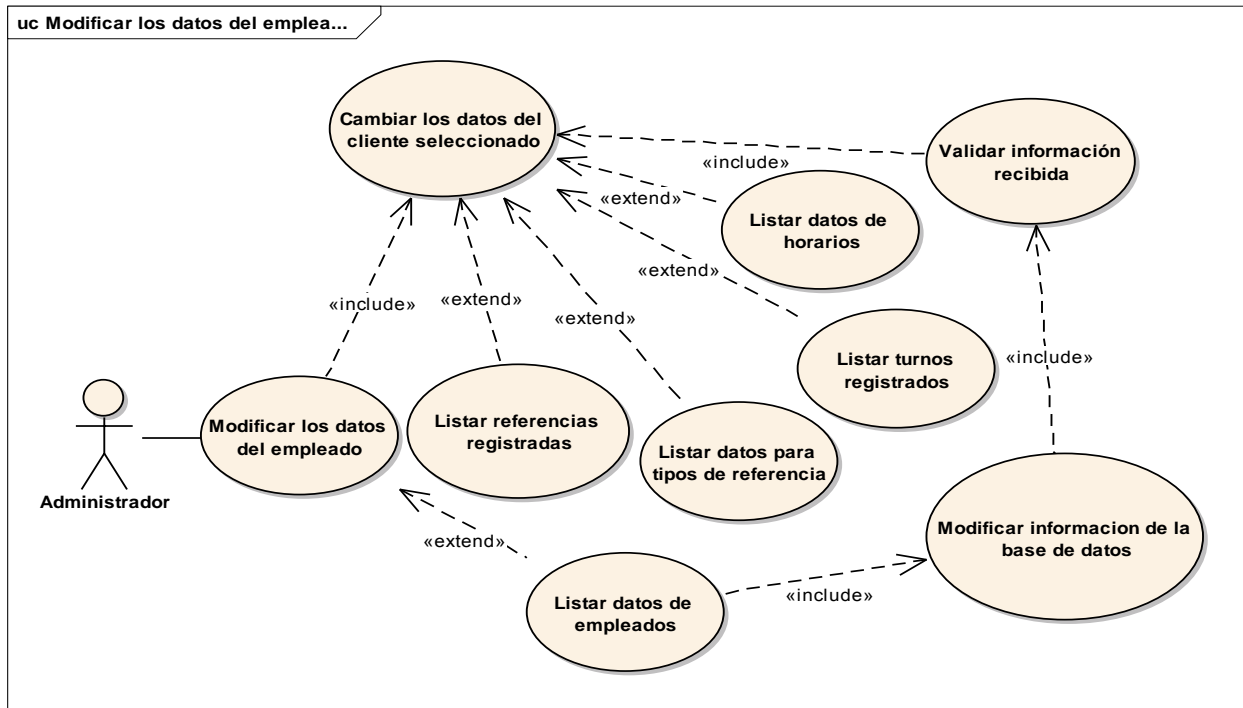 uc Modificar los datos del emplea...
Cambiar los datos del
cliente seleccionado
Validar información
recibida
«include»
Listar datos de
horarios
«extend»
«extend»
Listar turnos
registrados
«include»
«extend»
«extend»
«include»
Modificar los datos
del empleado
Listar referencias
registradas
Listar datos para
tipos de referencia
Administrador
Modificar informacion de la
base de datos
«extend»
Listar datos de
empleados
«include»